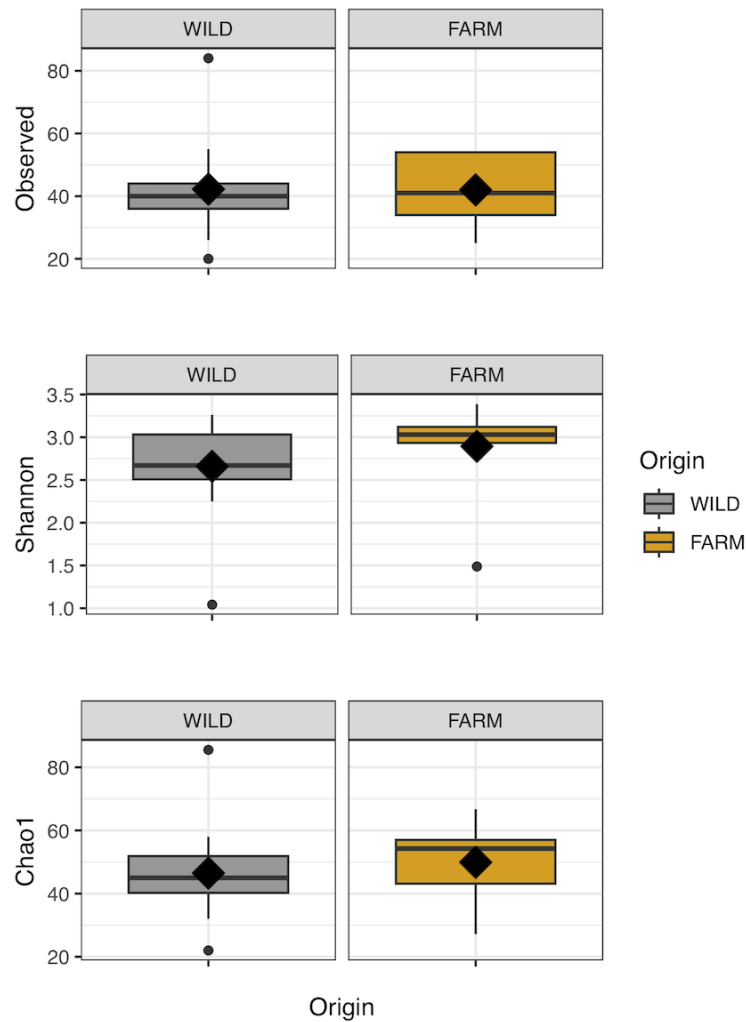 WILD FARM
Observed
80
60
40
20
WILD FARM
Shannon
3.5
3.0
2.5
2.0
1.5
1.0
Origin
WILD
FARM
WILD FARM
Chao1
80
60
40
20
Origin